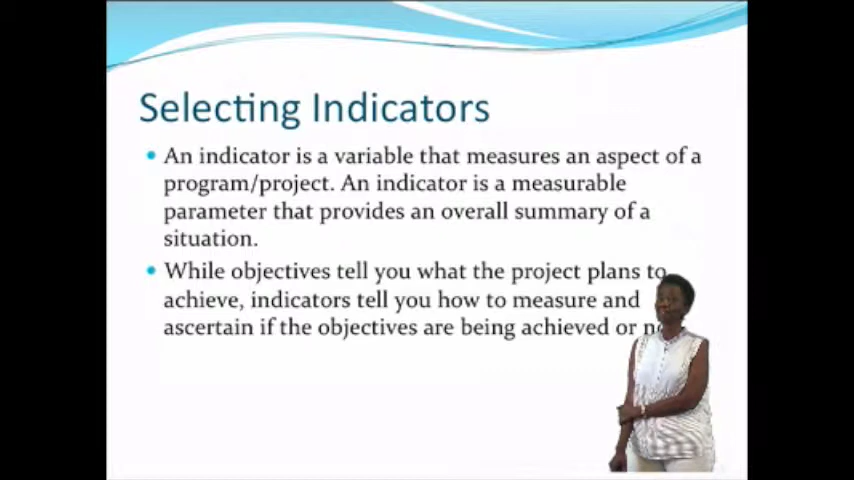 Selecting Indicators
• An indicator is a variable that measures an aspect of a
program/project. An indicator is a measurable
parameter that provides an overall summary of a
situation.
• While objectives tell you what the project plans to
achieve, indicators tell you how to measure and
ascertain if the objectives are being achieved or